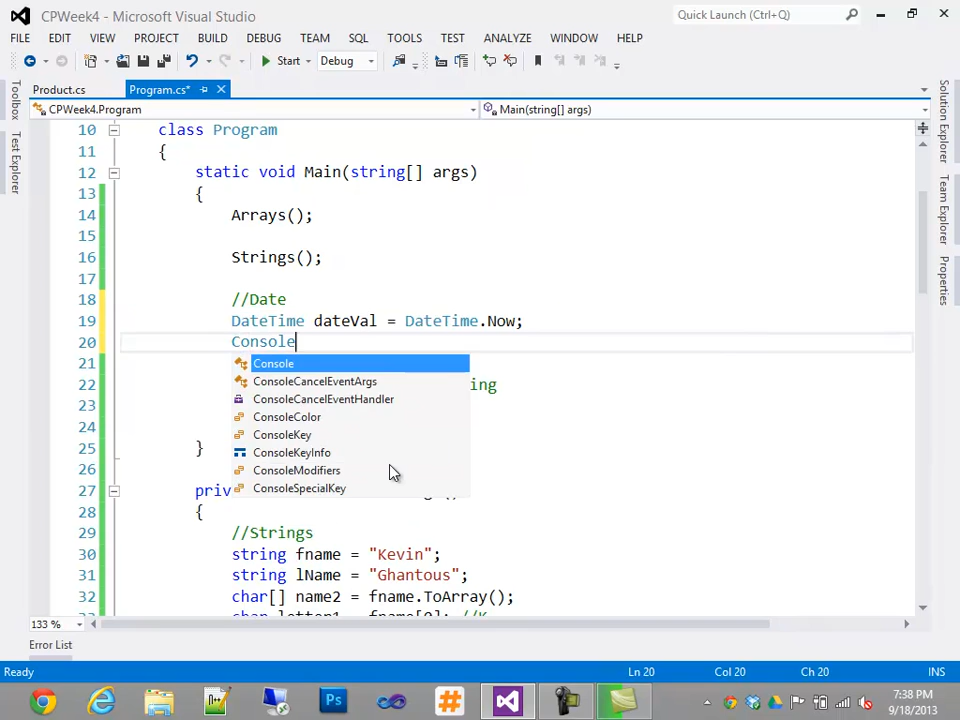 CPWeek4 - Microsoft Visual Studio
Quick Launch (Ctrl+Q)
FILE EDIT VIEW PROJECT BUILD DEBUG TEAM SQL TOOLS TEST ANALYZE WINDOW HELP
Start Debug
Product.cs Program.cs*
CPWeek4.Program Main(string[] args)
Toolbox
Test Explorer
10 class Program
11 {
12 static void Main(string[] args)
13 {
14 Arrays();
15
16 Strings();
17
18 //Date
19 DateTime dateVal = DateTime.Now;
20 Console
21 Console
ConsoleCancelEventArgs
22 ing
23 ConsoleCancelEventHandler
ConsoleColor
24 ConsoleKey
25 } ConsoleKeyInfo
26 ConsoleModifiers
27 priv ConsoleSpecialKey
28 {
29 //Strings
30 string fname = "Kevin";
31 string lName = "Ghantous";
32 char[] name2 = fname.ToArray();
Solution Explorer
Team Explorer
Properties
133 %
Error List
Ready Ln 20 Col 20 Ch 20 INS
Ps
7:38 PM
9/18/2013